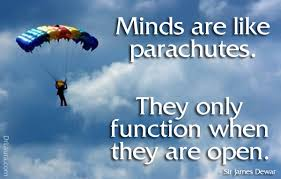 Minds are like
parachutes.
They only
function when
they are open.
Sir James Dewar